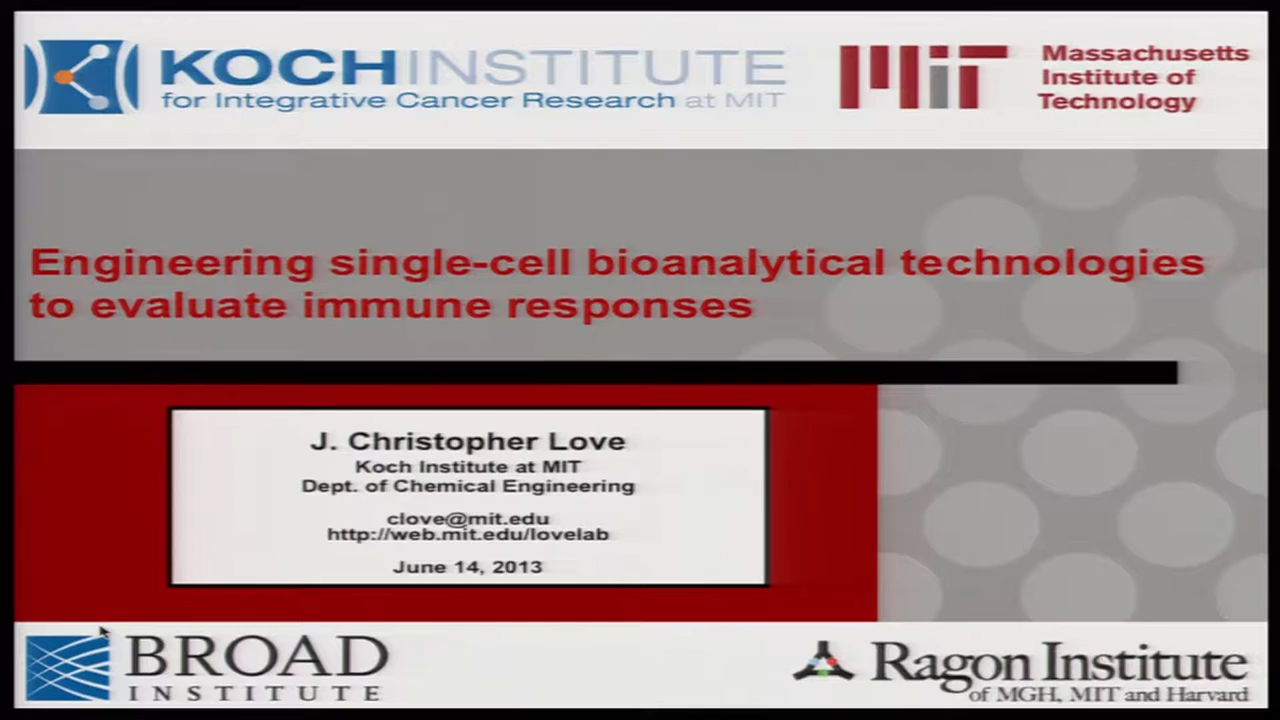 KOCHINSTITUTE
for Integrative Cancer Research at MIT
MIT
Massachusetts
Institute of
Technology
Engineering single-cell bioanalytical technologies
to evaluate immune responses
J. Christopher Love
Koch Institute at MIT
Dept. of Chemical Engineering
clove@mit.edu
http://web.mit.edu/lovelab
June 14, 2013
BROAD
INSTITUTE
Ragon Institute
of MGH, MIT and Harvard